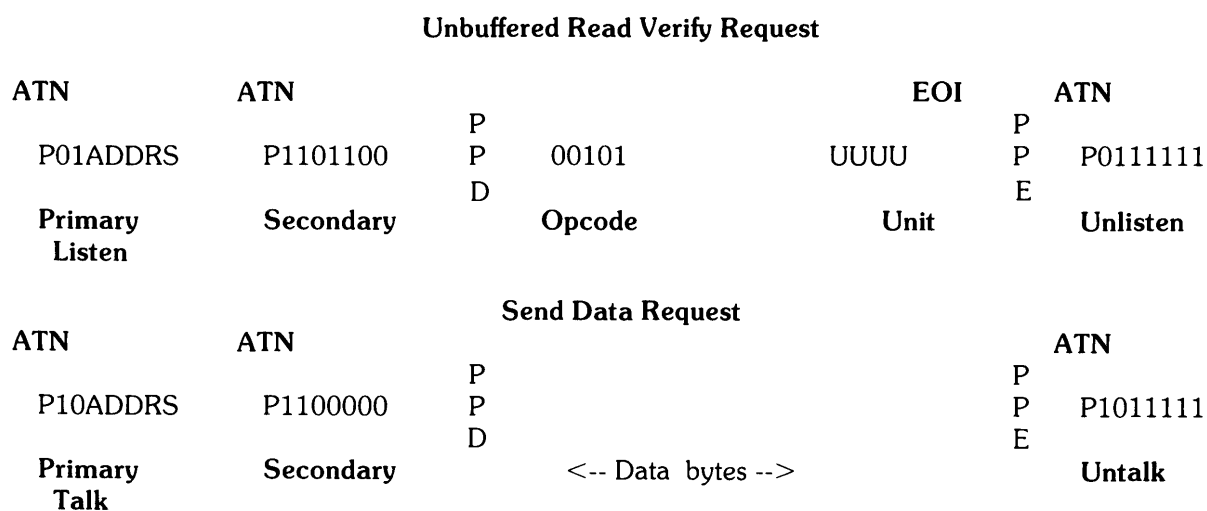 Unbuffered Read Verify Request
ATN ATN EOI ATN
P P
P01ADDRS P1101100 P 00101 UUUU P P0111111
D E
Primary Secondary Opcode Unit Unlisten
Listen
Send Data Request
ATN ATN ATN
P P
P10ADDRS P1100000 P P P1011111
D E
Primary Secondary <-- Data bytes --> Untalk
Talk